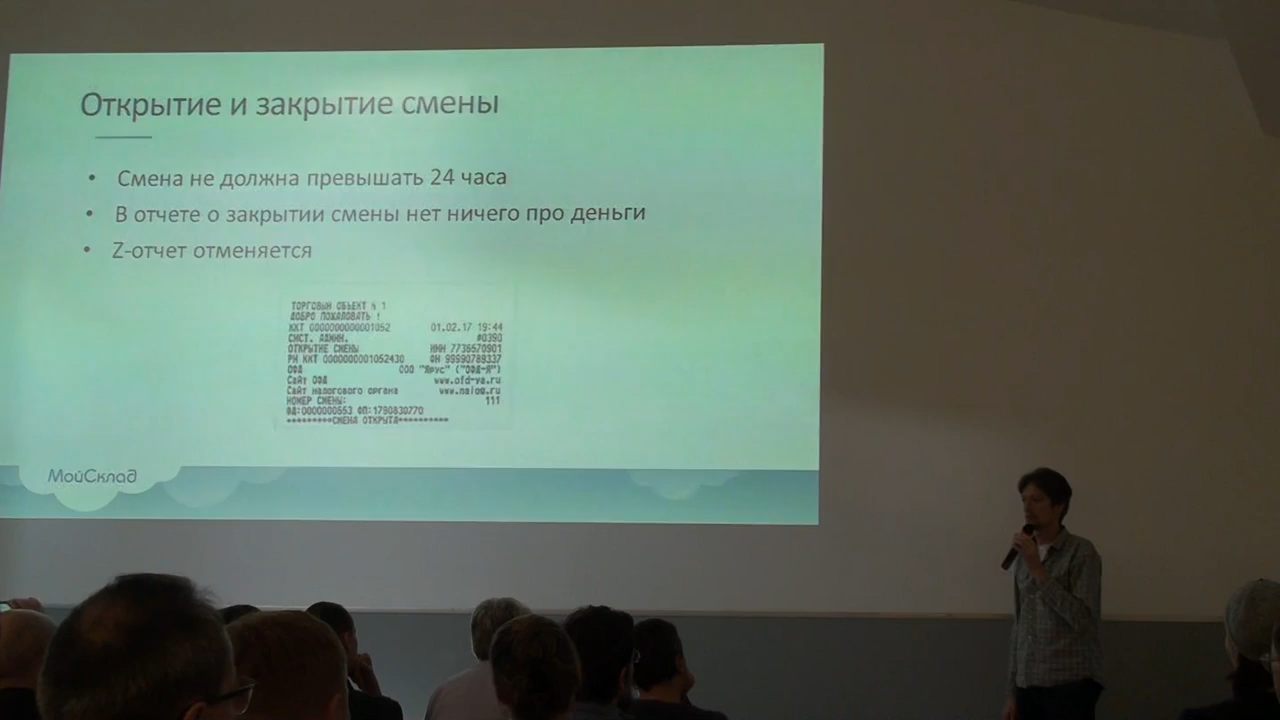 Открытие и закрытие смены
• Смена не должна превышать 24 часа
• В отчете о закрытии смены нет ничего про деньги
• Z-отчет отменяется
ТОРГОВЫЙ ОБЪЕКТ № 1
ДОБРО ПОЖАЛОВАТЬ !
ККТ 0000000000001052 01.02.17 19:44
СИСТ. АДМИН. #0390
ОТКРЫТИЕ СМЕНЫ ИНН 7736570901
РН ККТ 0000000001052430 ФН 99990789337
ОФД ООО "Ярус" ("ОФД-Я")
Сайт ОФД www.ofd-ya.ru
Сайт налогового органа www.nalog.ru
НОМЕР СМЕНЫ: 111
ФД:0000000553 ФП:1790830770
*********СМЕНА ОТКРЫТА**********
МойСклад